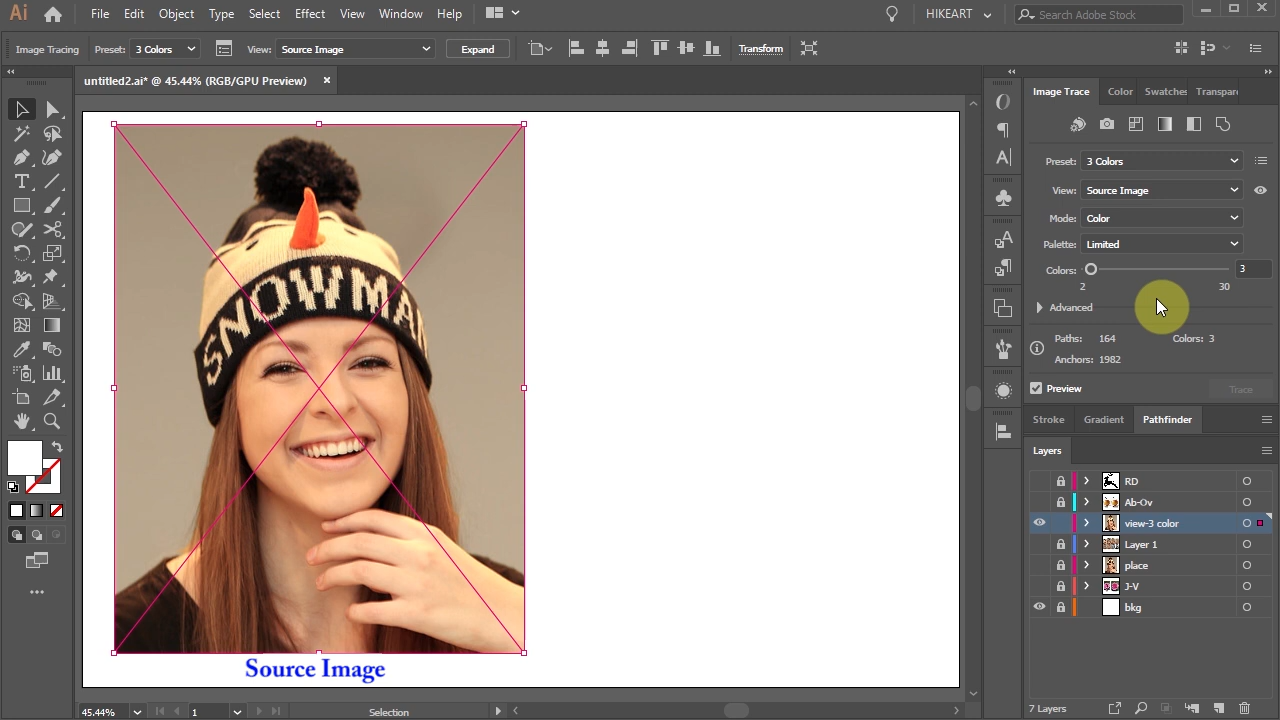 Ai File Edit Object Type Select Effect View Window Help HIKEART Search Adobe Stock
Image Tracing Preset: 3 Colors View: Source Image Expand Transform
untitled2.ai* @ 45.44% (RGB/GPU Preview) ×
Image Trace Color Swatches Transpar
Preset: 3 Colors
View: Source Image
Mode: Color
Palette: Limited
Colors: 3
2 30
Advanced
Paths: 164 Colors: 3
Anchors: 1982
Preview Trace
Stroke Gradient Pathfinder
Layers
RD
Ab-Ov
view-3 color
Layer 1
place
J-V
bkg
7 Layers
SNOWMAN
Source Image
45.44% 1 Selection